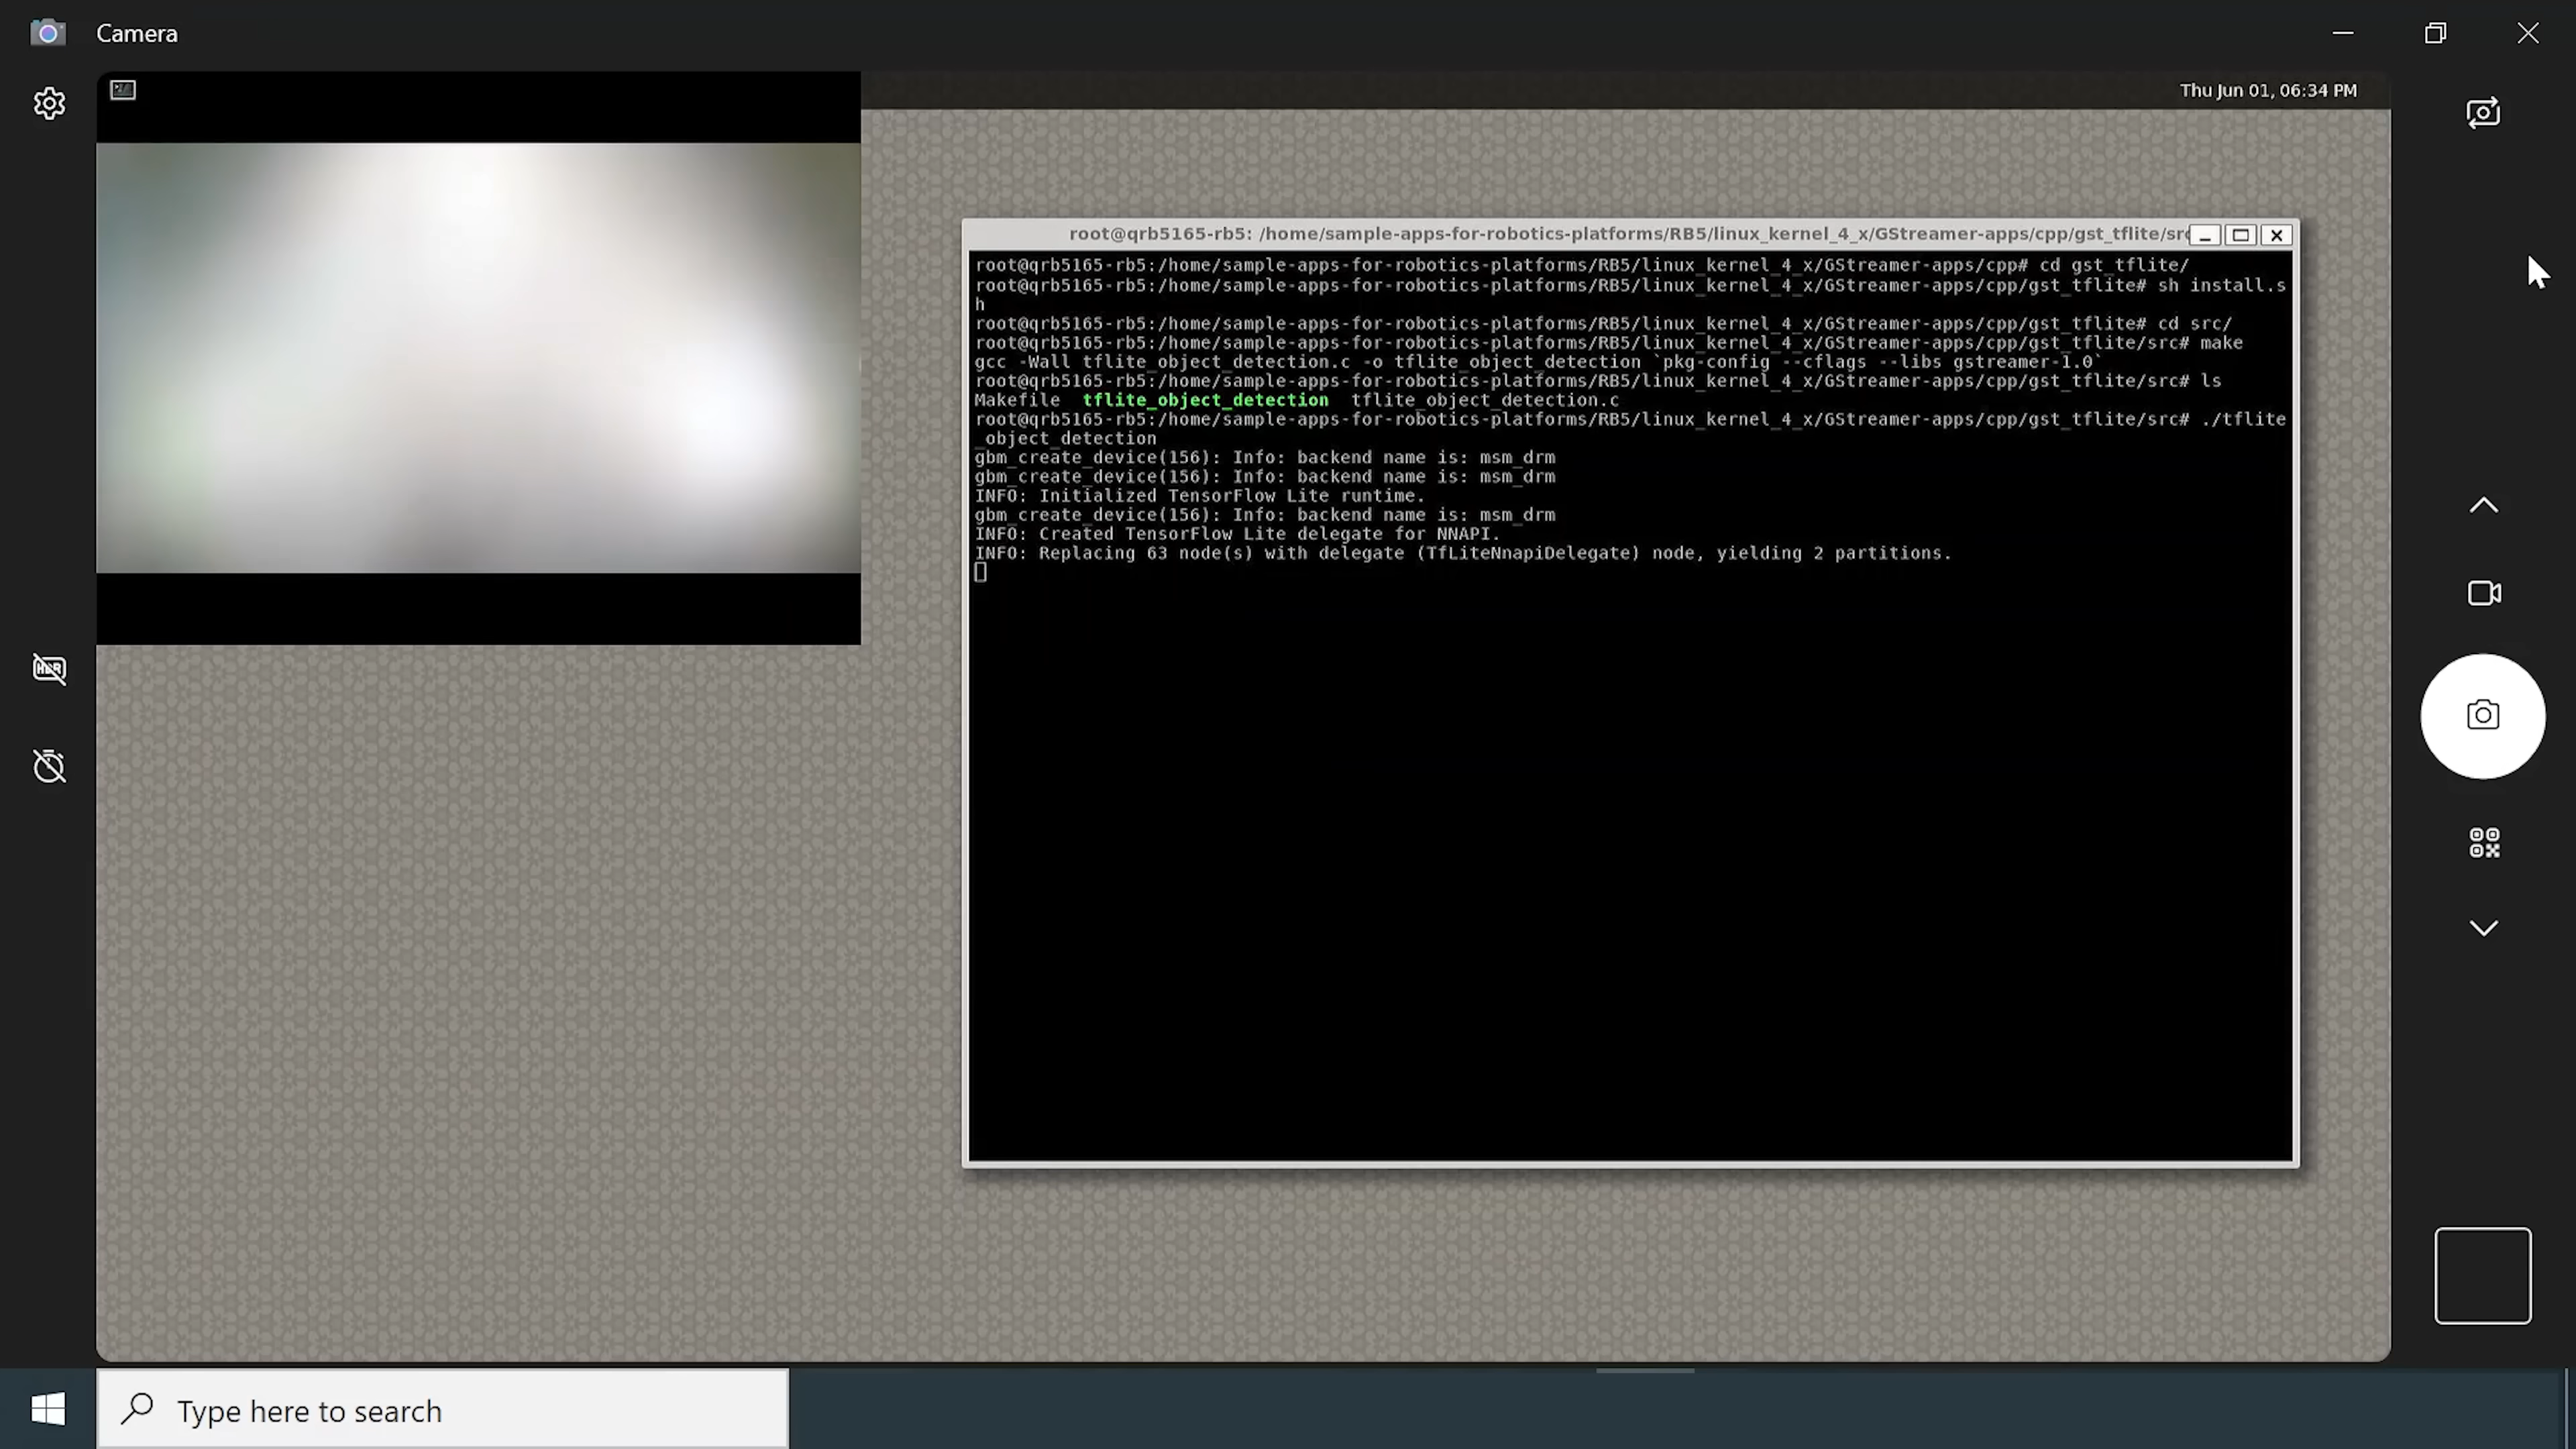 Camera
Thu Jun 01, 06:34 PM
root@qrb5165-rb5: /home/sample-apps-for-robotics-platforms/RB5/linux_kernel_4_x/GStreamer-apps/cpp/gst_tflite/src
root@qrb5165-rb5:/home/sample-apps-for-robotics-platforms/RB5/linux_kernel_4_x/GStreamer-apps/cpp# cd gst_tflite/
root@qrb5165-rb5:/home/sample-apps-for-robotics-platforms/RB5/linux_kernel_4_x/GStreamer-apps/cpp/gst_tflite# sh install.s
h
root@qrb5165-rb5:/home/sample-apps-for-robotics-platforms/RB5/linux_kernel_4_x/GStreamer-apps/cpp/gst_tflite# cd src/
root@qrb5165-rb5:/home/sample-apps-for-robotics-platforms/RB5/linux_kernel_4_x/GStreamer-apps/cpp/gst_tflite/src# make
gcc -Wall tflite_object_detection.c -o tflite_object_detection `pkg-config --cflags --libs gstreamer-1.0`
root@qrb5165-rb5:/home/sample-apps-for-robotics-platforms/RB5/linux_kernel_4_x/GStreamer-apps/cpp/gst_tflite/src# ls
Makefile  tflite_object_detection  tflite_object_detection.c
root@qrb5165-rb5:/home/sample-apps-for-robotics-platforms/RB5/linux_kernel_4_x/GStreamer-apps/cpp/gst_tflite/src# ./tflite
_object_detection
gbm_create_device(156): Info: backend name is: msm_drm
gbm_create_device(156): Info: backend name is: msm_drm
INFO: Initialized TensorFlow Lite runtime.
gbm_create_device(156): Info: backend name is: msm_drm
INFO: Created TensorFlow Lite delegate for NNAPI.
INFO: Replacing 63 node(s) with delegate (TfLiteNnapiDelegate) node, yielding 2 partitions.
HDR
Type here to search